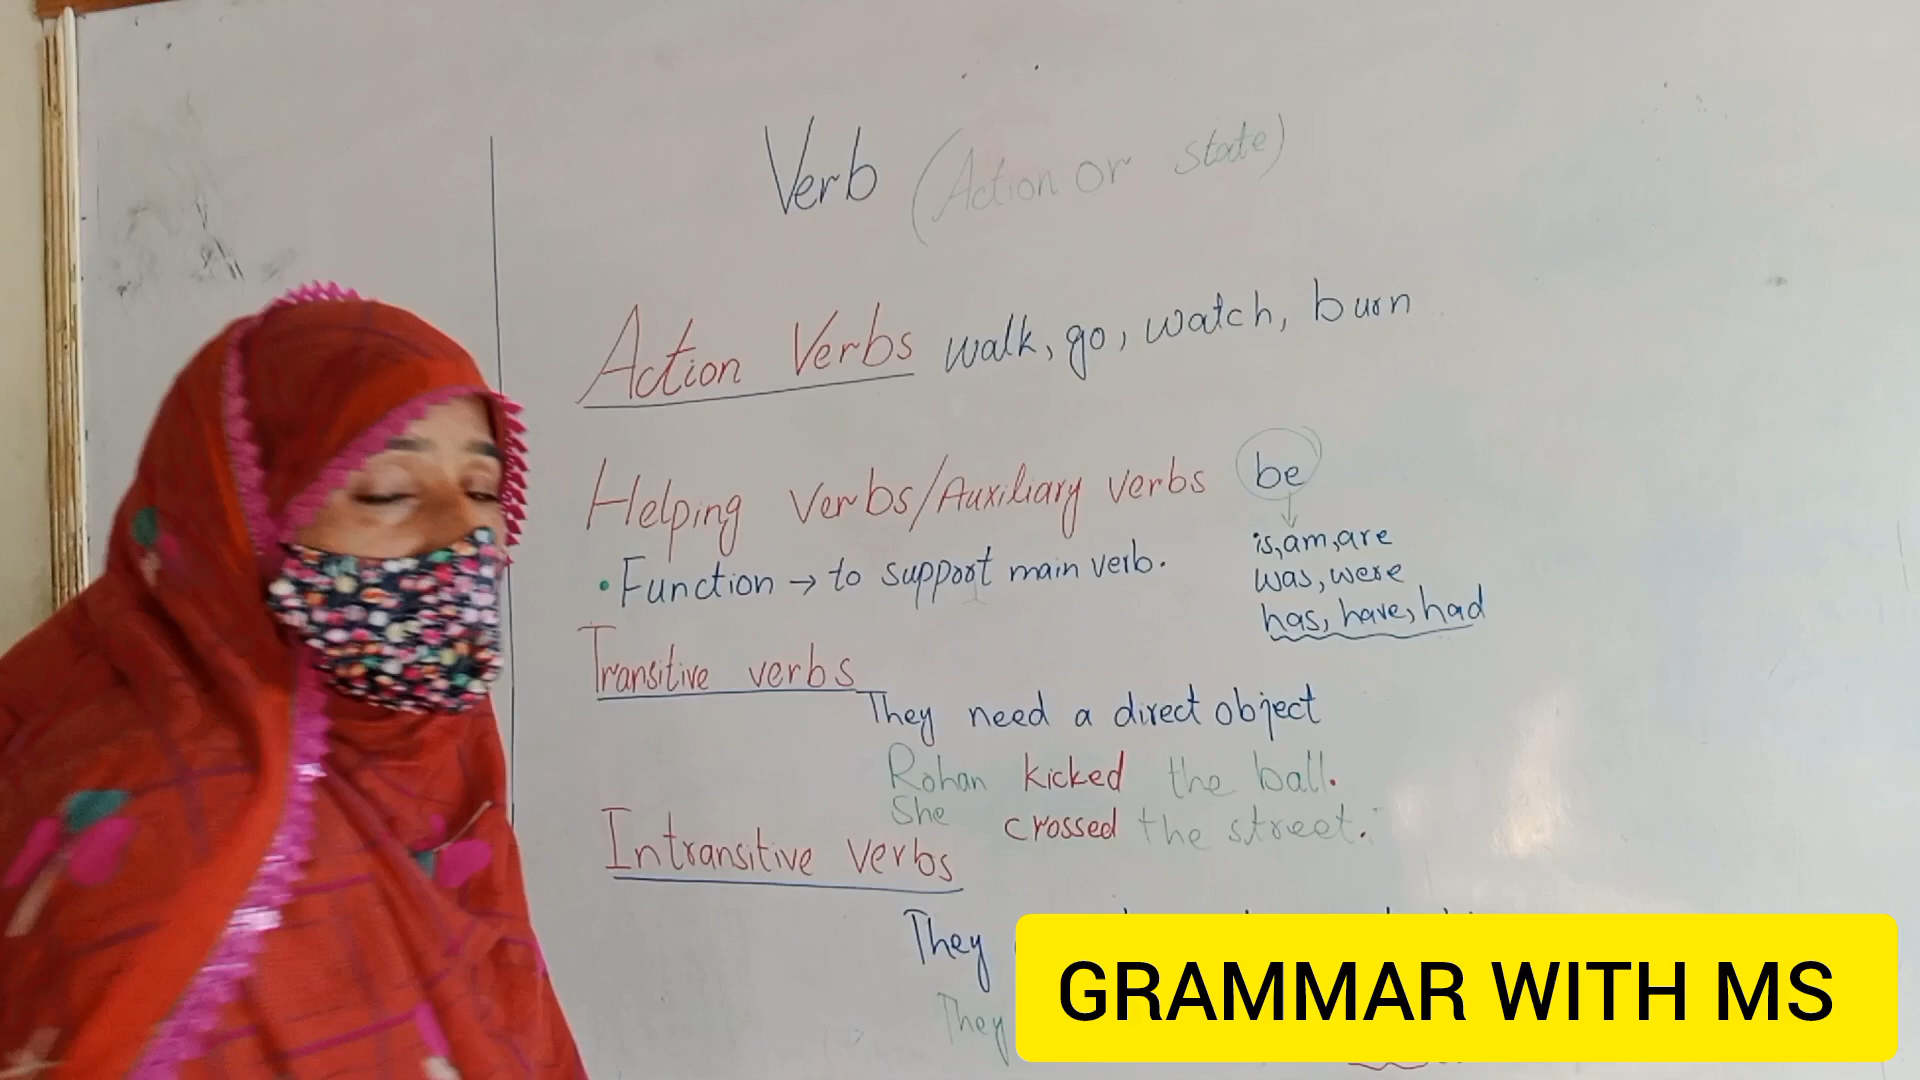 Verb (Action or state)
Action Verbs walk, go, watch, burn
Helping verbs/Auxiliary verbs be
is, am, are
• Function → to support main verb.
was, were
has, have, had
Transitive verbs
They need a direct object
Rohan kicked the ball.
She crossed the street.
Intransitive verbs
They
They
GRAMMAR WITH MS